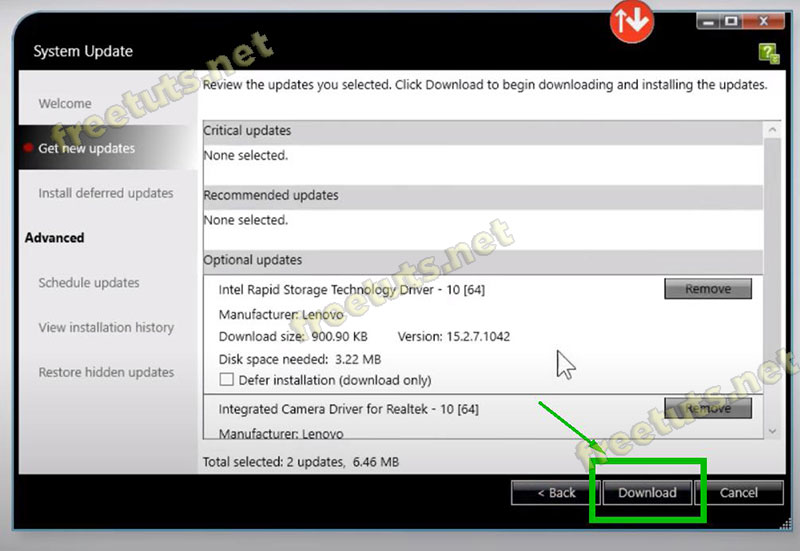 System Update
Review the updates you selected. Click Download to begin downloading and installing the updates.
Welcome
Get new updates
Install deferred updates
Advanced
Schedule updates
View installation history
Restore hidden updates
Critical updates
None selected.
Recommended updates
None selected.
Optional updates
Intel Rapid Storage Technology Driver - 10 [64]
Remove
Manufacturer: Lenovo
Download size: 900.90 KB Version: 15.2.7.1042
Disk space needed: 3.22 MB
Defer installation (download only)
Integrated Camera Driver for Realtek - 10 [64]
Remove
Manufacturer: Lenovo
Total selected: 2 updates, 6.46 MB
< Back
Download
Cancel
freetuts.net
freetuts.net
freetuts.net